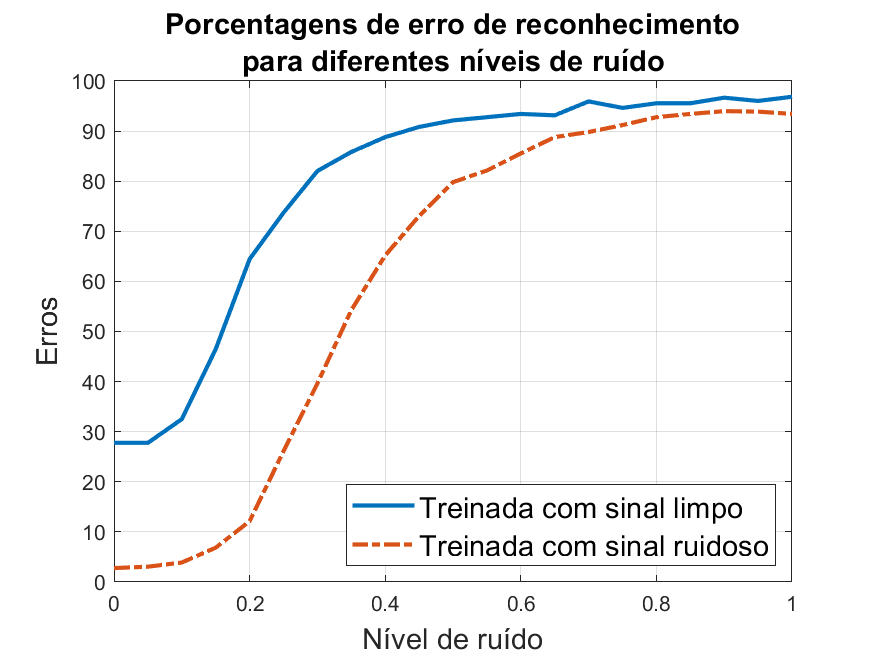 Porcentagens de erro de reconhecimento
para diferentes níveis de ruído
100
90
80
70
60
50
40
30
20
10
0
Erros
Treinada com sinal limpo
Treinada com sinal ruidoso
0 0.2 0.4 0.6 0.8 1
Nível de ruído